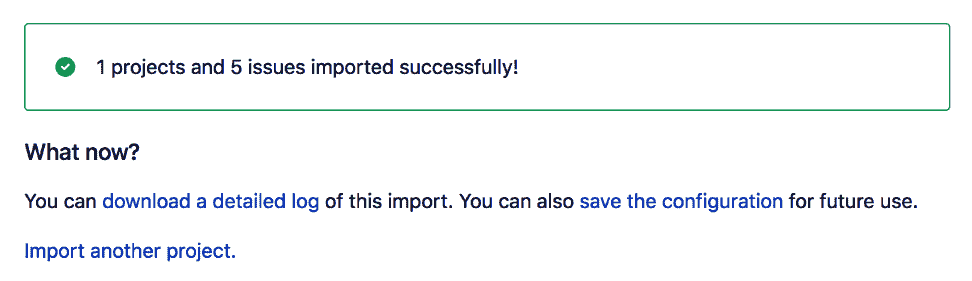 1 projects and 5 issues imported successfully!
What now?
You can download a detailed log of this import. You can also save the configuration for future use.
Import another project.